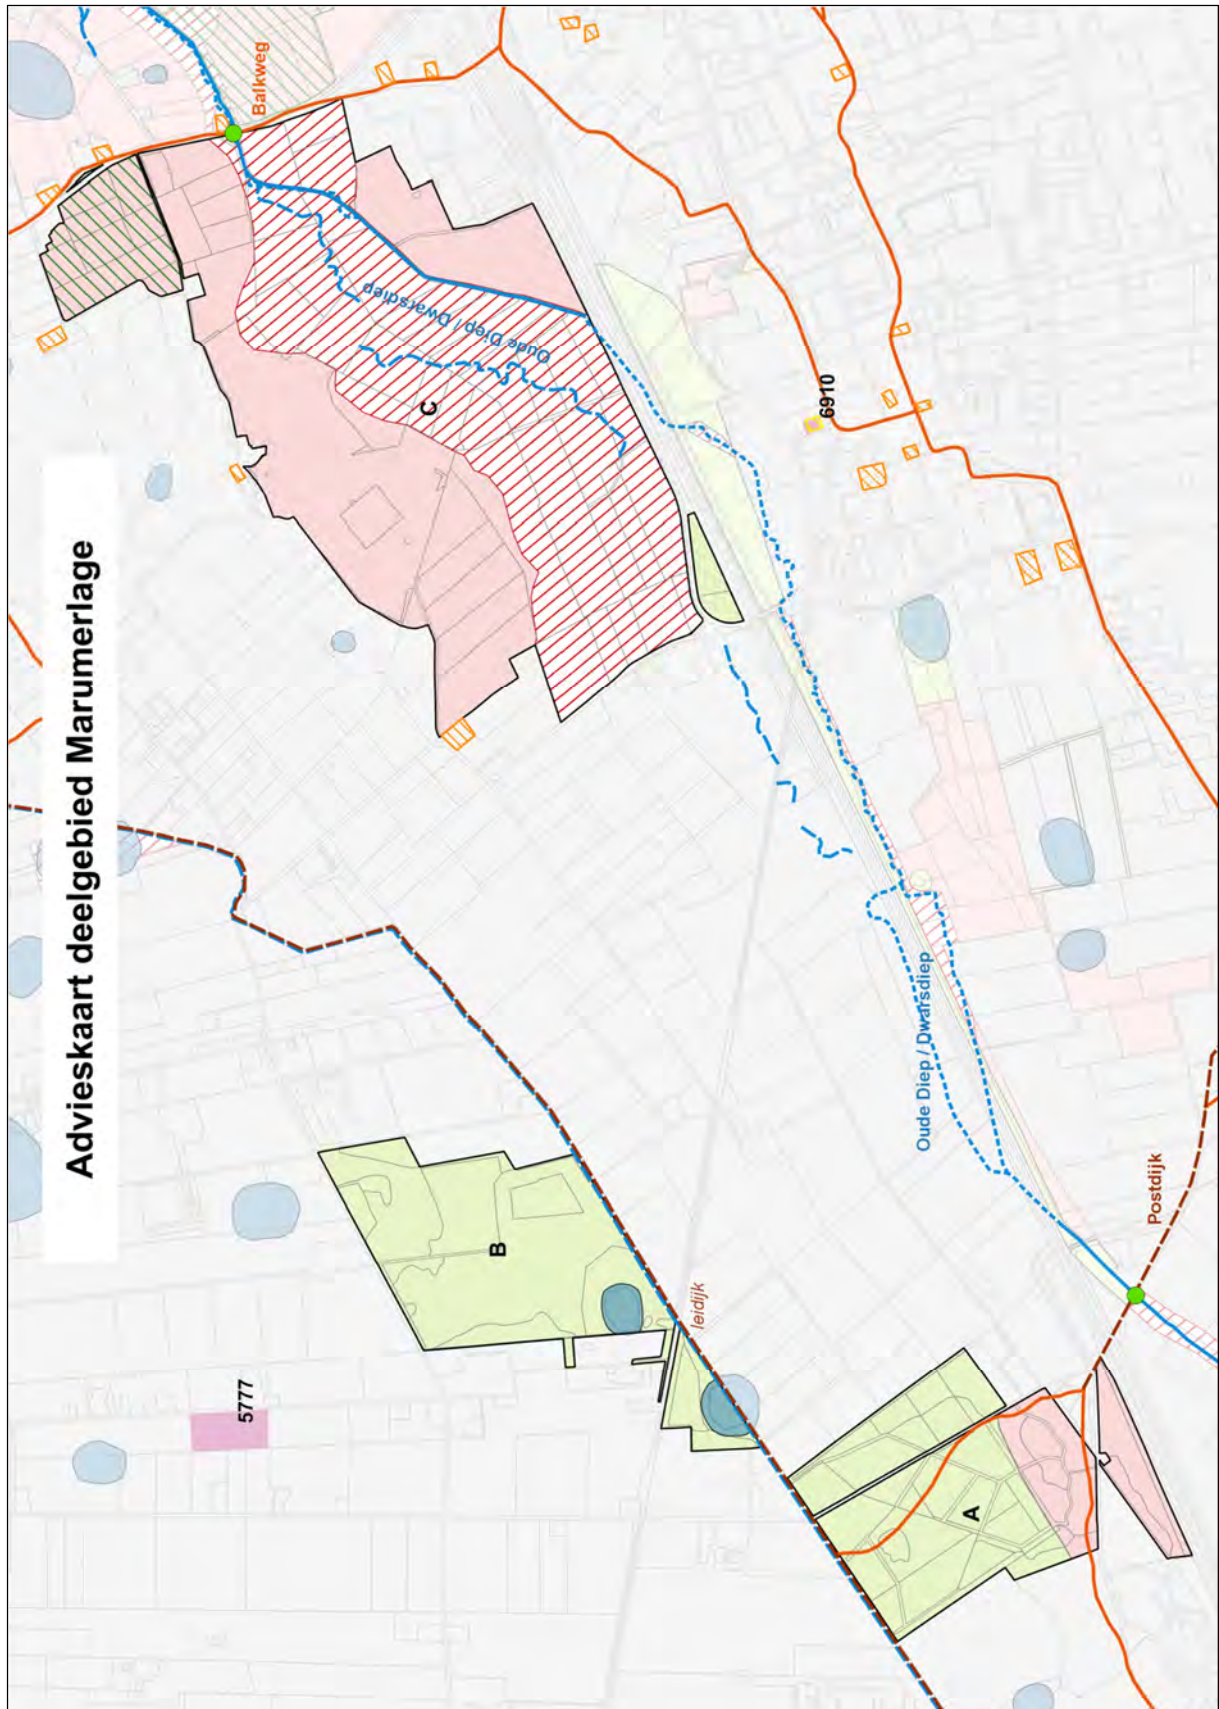 Advieskaart deelgebied Marumerlage
Balkweg
Oude Diep / Dwarsdiep
C
6910
B
5777
leidijk
Oude Diep / Dwarsdiep
Postdijk
A